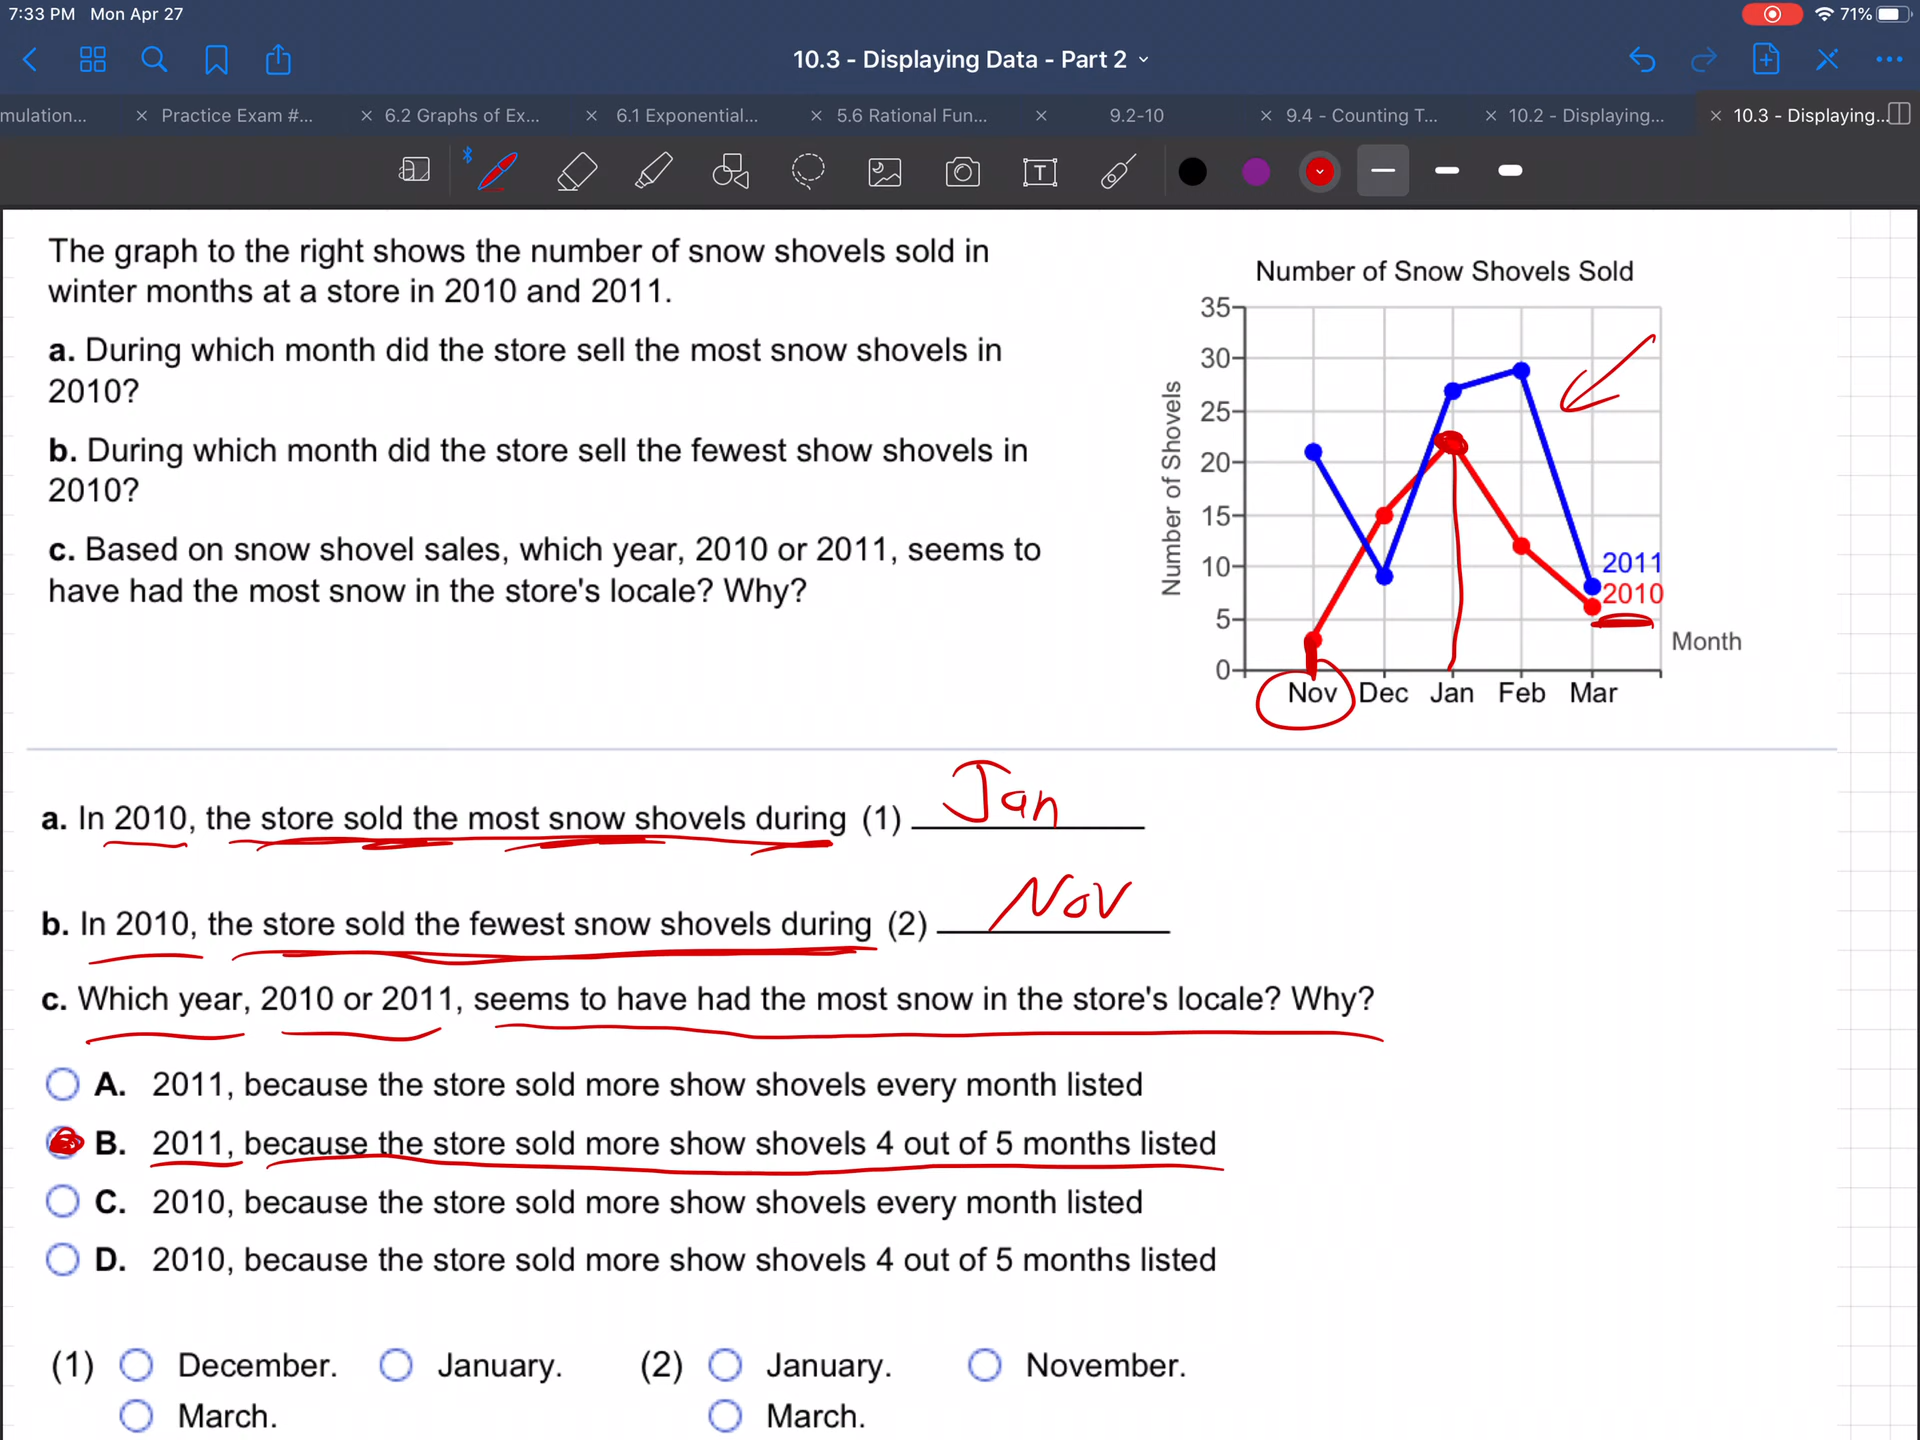 7:33 PM Mon Apr 27
71%
10.3 - Displaying Data - Part 2
mulation...
Practice Exam #...
6.2 Graphs of Ex...
6.1 Exponential...
5.6 Rational Fun...
9.2-10
9.4 - Counting T...
10.2 - Displaying...
10.3 - Displaying...
The graph to the right shows the number of snow shovels sold in
winter months at a store in 2010 and 2011.
a. During which month did the store sell the most snow shovels in
2010?
b. During which month did the store sell the fewest show shovels in
2010?
c. Based on snow shovel sales, which year, 2010 or 2011, seems to
have had the most snow in the store's locale? Why?
Number of Snow Shovels Sold
Number of Shovels
35
30
25
20
15
10
5
0
2011
2010
Month
Nov Dec Jan Feb Mar
a. In 2010, the store sold the most snow shovels during (1) Jan
b. In 2010, the store sold the fewest snow shovels during (2) Nov
c. Which year, 2010 or 2011, seems to have had the most snow in the store's locale? Why?
A. 2011, because the store sold more show shovels every month listed
B. 2011, because the store sold more show shovels 4 out of 5 months listed
C. 2010, because the store sold more show shovels every month listed
D. 2010, because the store sold more show shovels 4 out of 5 months listed
(1) December. January. (2) January. November.
March. March.